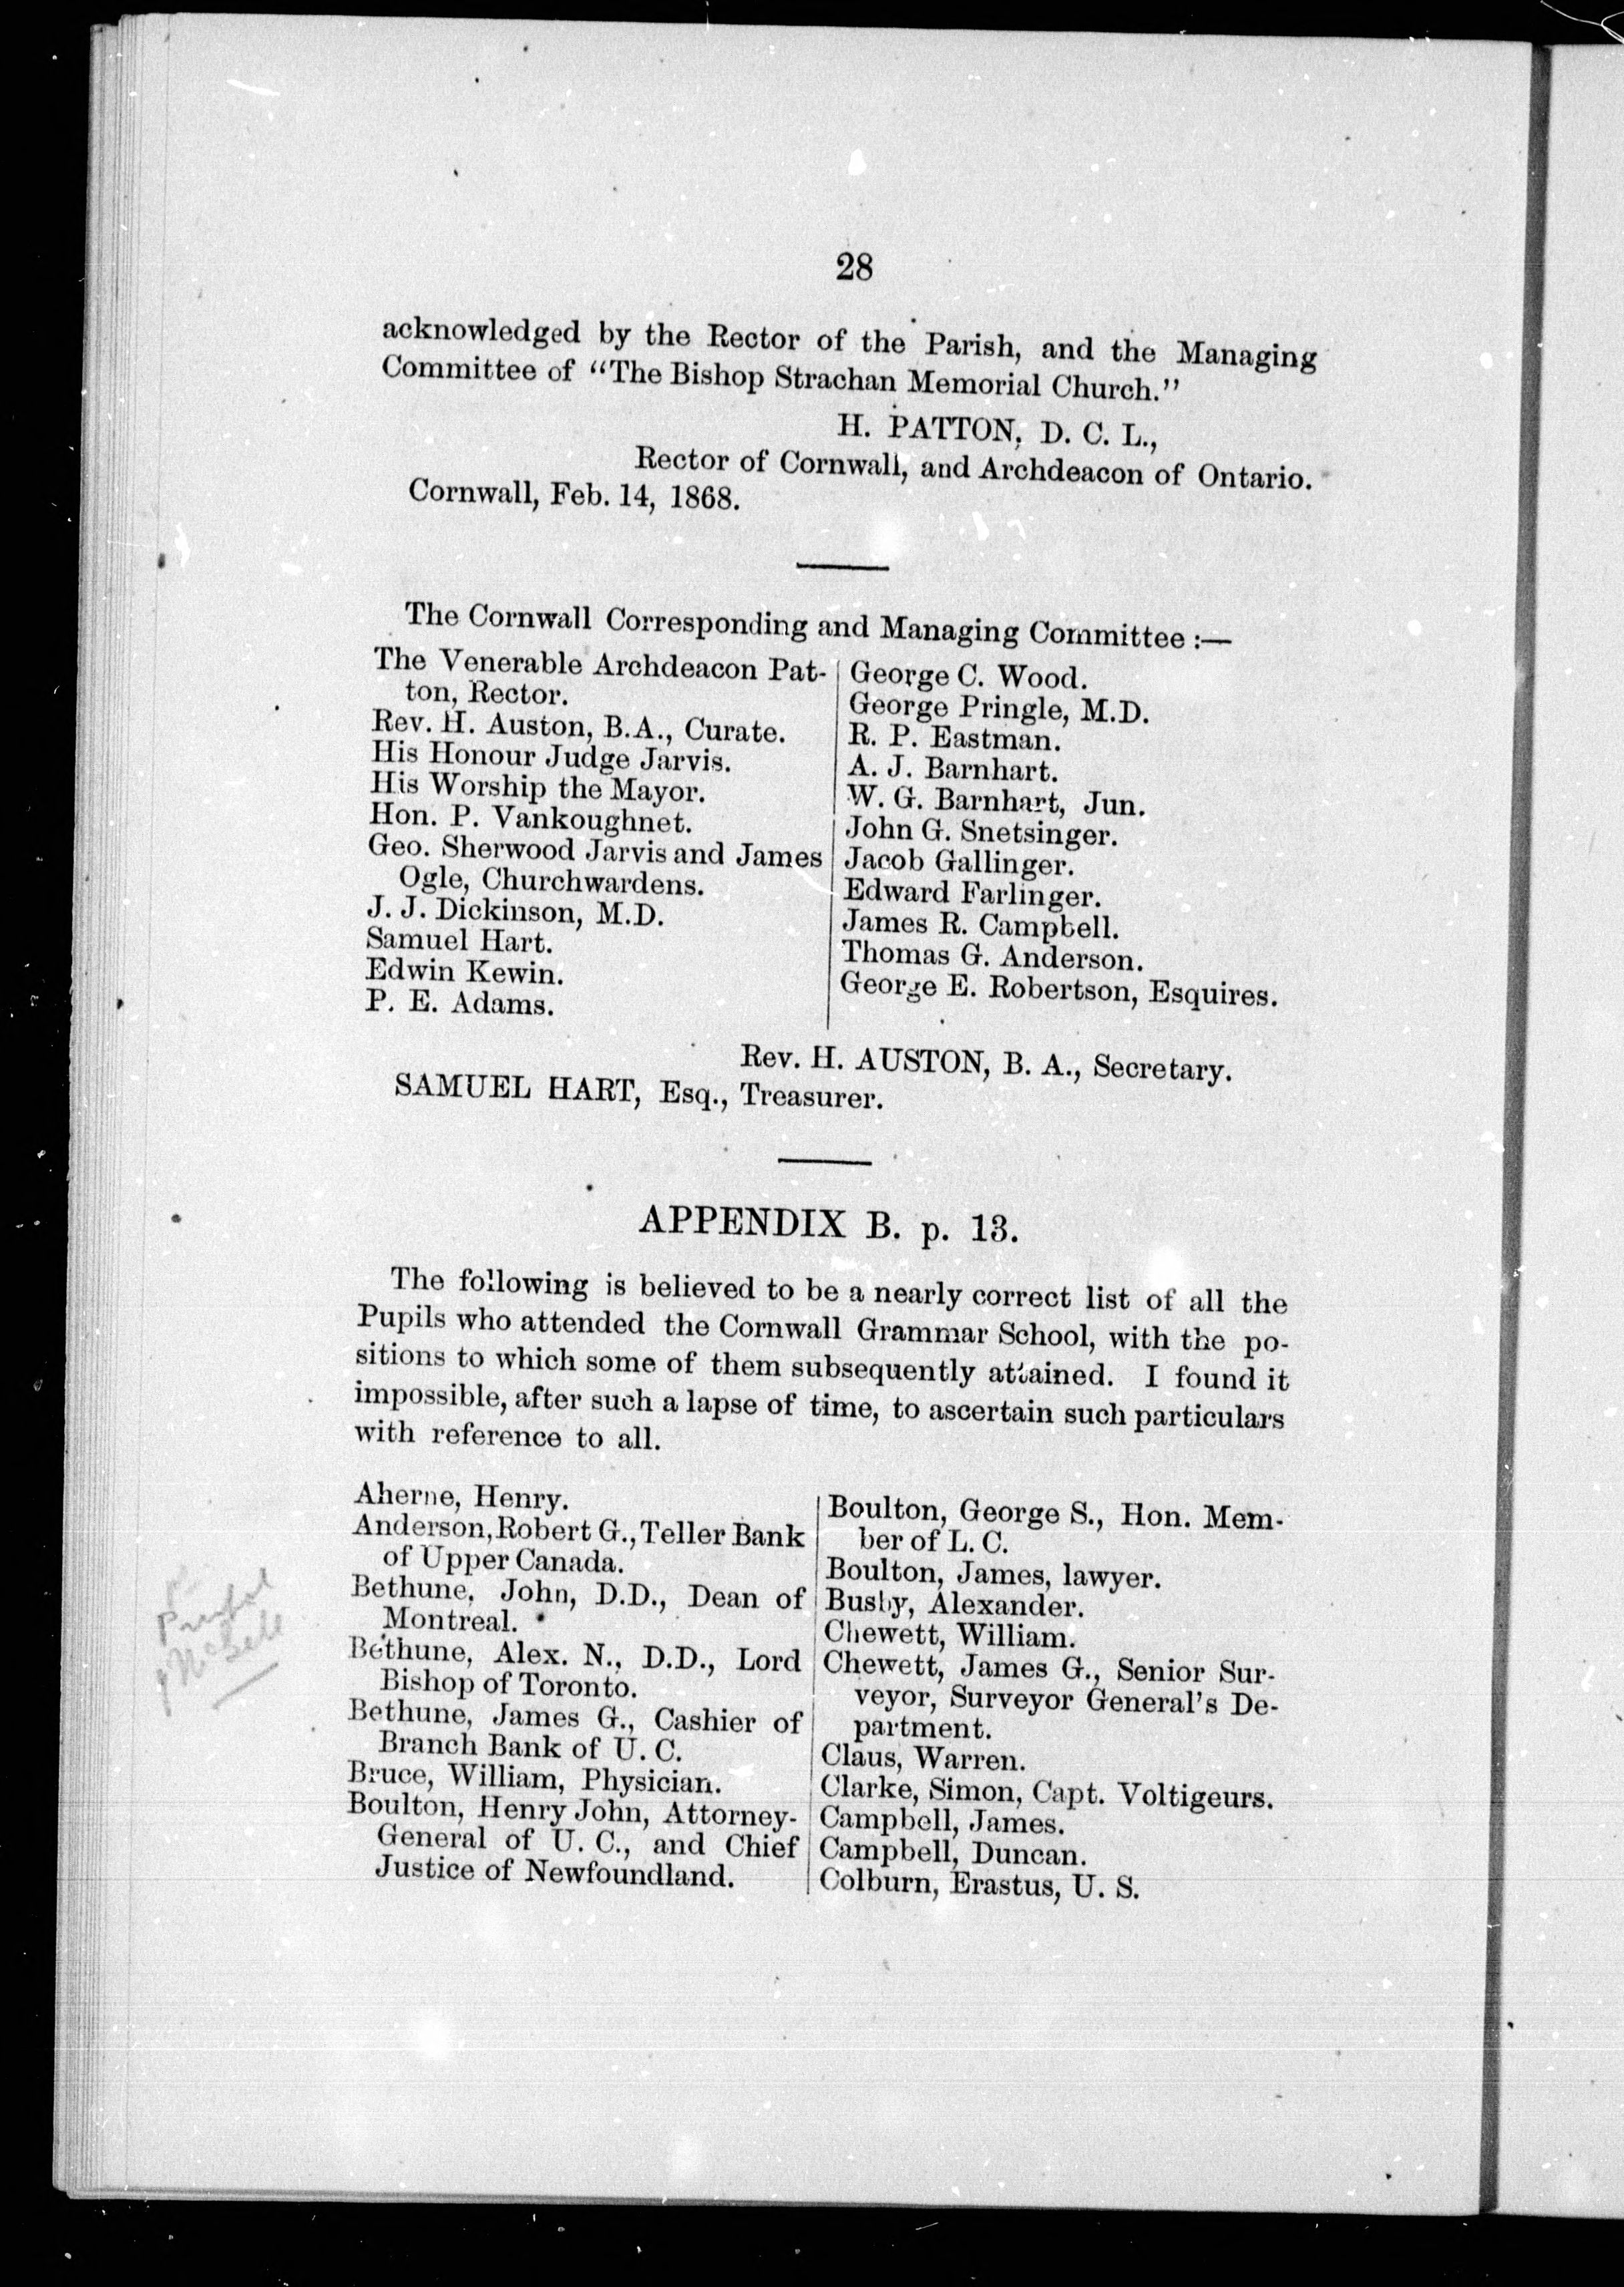 28
acknowledged by the Rector of the Parish, and the Managing
Committee of "The Bishop Strachan Memorial Church."
H. PATTON, D. C. L.,
Rector of Cornwall, and Archdeacon of Ontario.
Cornwall, Feb. 14, 1868.
The Cornwall Corresponding and Managing Committee :—
The Venerable Archdeacon Pat-
ton, Rector.
Rev. H. Auston, B.A., Curate.
His Honour Judge Jarvis.
His Worship the Mayor.
Hon. P. Vankoughnet.
Geo. Sherwood Jarvis and James
Ogle, Churchwardens.
J. J. Dickinson, M.D.
Samuel Hart.
Edwin Kewin.
P. E. Adams.
George C. Wood.
George Pringle, M.D.
R. P. Eastman.
A. J. Barnhart.
W. G. Barnhart, Jun.
John G. Snetsinger.
Jacob Gallinger.
Edward Farlinger.
James R. Campbell.
Thomas G. Anderson.
George E. Robertson, Esquires.
Rev. H. AUSTON, B. A., Secretary.
SAMUEL HART, Esq., Treasurer.
APPENDIX B. p. 13.
The following is believed to be a nearly correct list of all the
Pupils who attended the Cornwall Grammar School, with the po-
sitions to which some of them subsequently attained. I found it
impossible, after such a lapse of time, to ascertain such particulars
with reference to all.
Aherne, Henry.
Anderson, Robert G., Teller Bank
of Upper Canada.
Bethune, John, D.D., Dean of
Montreal.
Bethune, Alex. N., D.D., Lord
Bishop of Toronto.
Bethune, James G., Cashier of
Branch Bank of U. C.
Bruce, William, Physician.
Boulton, Henry John, Attorney-
General of U. C., and Chief
Justice of Newfoundland.
Boulton, George S., Hon. Mem-
ber of L. C.
Boulton, James, lawyer.
Busby, Alexander.
Chewett, William.
Chewett, James G., Senior Sur-
veyor, Surveyor General's De-
partment.
Claus, Warren.
Clarke, Simon, Capt. Voltigeurs.
Campbell, James.
Campbell, Duncan.
Colburn, Erastus, U. S.